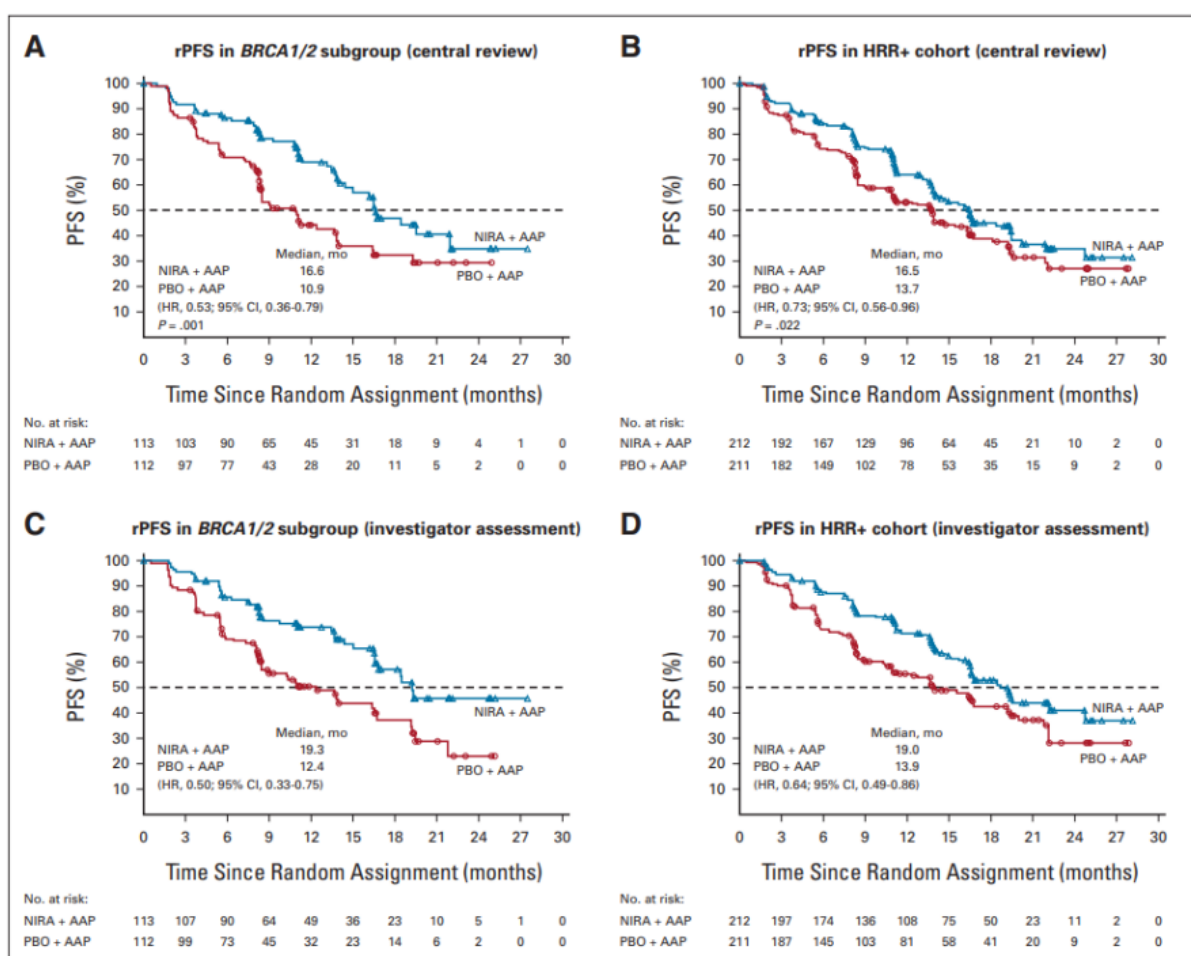 A
rPFS in BRCA1/2 subgroup (central review)
PFS (%)
100
90
80
70
60
50
40
30
20
10
NIRA + AAP
PBO + AAP
Median, mo
NIRA + AAP 16.6
PBO + AAP 10.9
(HR, 0.53; 95% CI, 0.36-0.79)
P = .001
0 3 6 9 12 15 18 21 24 27 30
Time Since Random Assignment (months)
No. at risk:
NIRA + AAP 113 103 90 65 45 31 18 9 4 1 0
PBO + AAP 112 97 77 43 28 20 11 5 2 0 0
B
rPFS in HRR+ cohort (central review)
PFS (%)
100
90
80
70
60
50
40
30
20
10
NIRA + AAP
PBO + AAP
Median, mo
NIRA + AAP 16.5
PBO + AAP 13.7
(HR, 0.73; 95% CI, 0.56-0.96)
P = .022
0 3 6 9 12 15 18 21 24 27 30
Time Since Random Assignment (months)
No. at risk:
NIRA + AAP 212 192 167 129 96 64 45 21 10 2 0
PBO + AAP 211 182 149 102 78 53 35 15 9 2 0
C
rPFS in BRCA1/2 subgroup (investigator assessment)
PFS (%)
100
90
80
70
60
50
40
30
20
10
NIRA + AAP
PBO + AAP
Median, mo
NIRA + AAP 19.3
PBO + AAP 12.4
(HR, 0.50; 95% CI, 0.33-0.75)
0 3 6 9 12 15 18 21 24 27 30
Time Since Random Assignment (months)
No. at risk:
NIRA + AAP 113 107 90 64 49 36 23 10 5 1 0
PBO + AAP 112 99 73 45 32 23 14 6 2 0 0
D
rPFS in HRR+ cohort (investigator assessment)
PFS (%)
100
90
80
70
60
50
40
30
20
10
NIRA + AAP
PBO + AAP
Median, mo
NIRA + AAP 19.0
PBO + AAP 13.9
(HR, 0.64; 95% CI, 0.49-0.86)
0 3 6 9 12 15 18 21 24 27 30
Time Since Random Assignment (months)
No. at risk:
NIRA + AAP 212 197 174 136 108 75 50 23 11 2 0
PBO + AAP 211 187 145 103 81 58 41 20 9 2 0